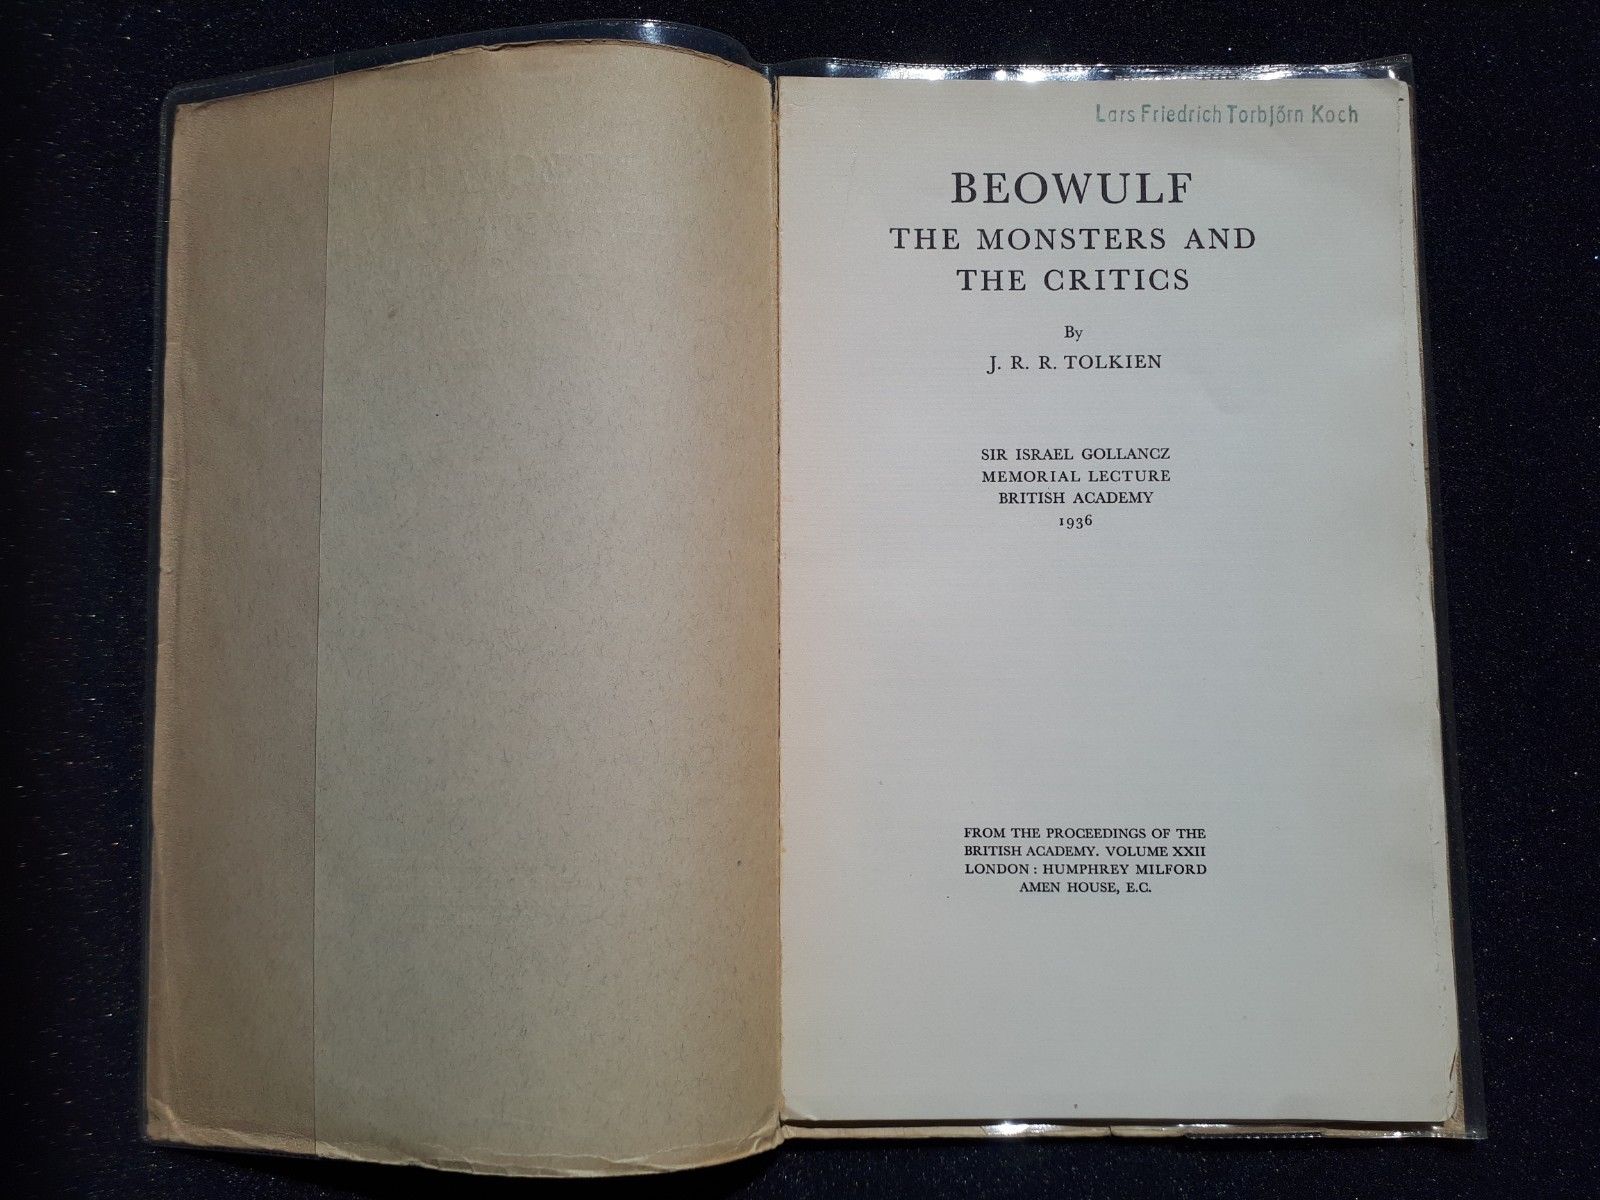 Lars Friedrich Torbjörn Koch
BEOWULF
THE MONSTERS AND
THE CRITICS
By
J. R. R. TOLKIEN
SIR ISRAEL GOLLANCZ
MEMORIAL LECTURE
BRITISH ACADEMY
1936
FROM THE PROCEEDINGS OF THE
BRITISH ACADEMY. VOLUME XXII
LONDON : HUMPHREY MILFORD
AMEN HOUSE, E.C.